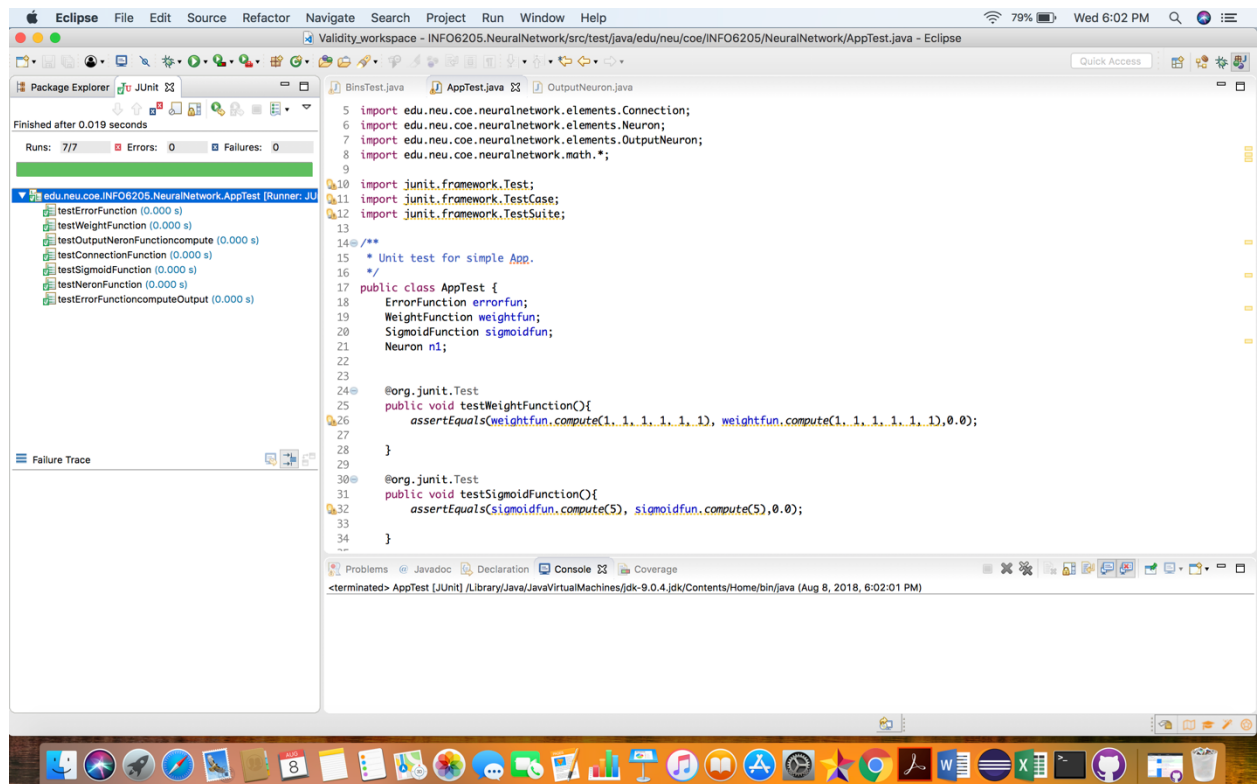 Eclipse File Edit Source Refactor Navigate Search Project Run Window Help 79% Wed 6:02 PM
Validity_workspace - INFO6205.NeuralNetwork/src/test/java/edu/neu/coe/INFO6205/NeuralNetwork/AppTest.java - Eclipse
Quick Access
Package Explorer JUnit
Finished after 0.019 seconds
Runs: 7/7 Errors: 0 Failures: 0
edu.neu.coe.INFO6205.NeuralNetwork.AppTest [Runner: JU
testErrorFunction (0.000 s)
testWeightFunction (0.000 s)
testOutputNeronFunctioncompute (0.000 s)
testConnectionFunction (0.000 s)
testSigmoidFunction (0.000 s)
testNeronFunction (0.000 s)
testErrorFunctioncomputeOutput (0.000 s)
Failure Trace
BinsTest.java AppTest.java OutputNeuron.java
5 import edu.neu.coe.neuralnetwork.elements.Connection;
6 import edu.neu.coe.neuralnetwork.elements.Neuron;
7 import edu.neu.coe.neuralnetwork.elements.OutputNeuron;
8 import edu.neu.coe.neuralnetwork.math.*;
9
10 import junit.framework.Test;
11 import junit.framework.TestCase;
12 import junit.framework.TestSuite;
13
14 /**
15 * Unit test for simple App.
16 */
17 public class AppTest {
18 ErrorFunction errorfun;
19 WeightFunction weightfun;
20 SigmoidFunction sigmoidfun;
21 Neuron n1;
22
23
24 @org.junit.Test
25 public void testWeightFunction(){
26 assertEquals(weightfun.compute(1, 1, 1, 1, 1, 1), weightfun.compute(1, 1, 1, 1, 1, 1),0.0);
27
28 }
29
30 @org.junit.Test
31 public void testSigmoidFunction(){
32 assertEquals(sigmoidfun.compute(5), sigmoidfun.compute(5),0.0);
33
34 }
Problems Javadoc Declaration Console Coverage
<terminated> AppTest [JUnit] /Library/Java/JavaVirtualMachines/jdk-9.0.4.jdk/Contents/Home/bin/java (Aug 8, 2018, 6:02:01 PM)
AUG
8